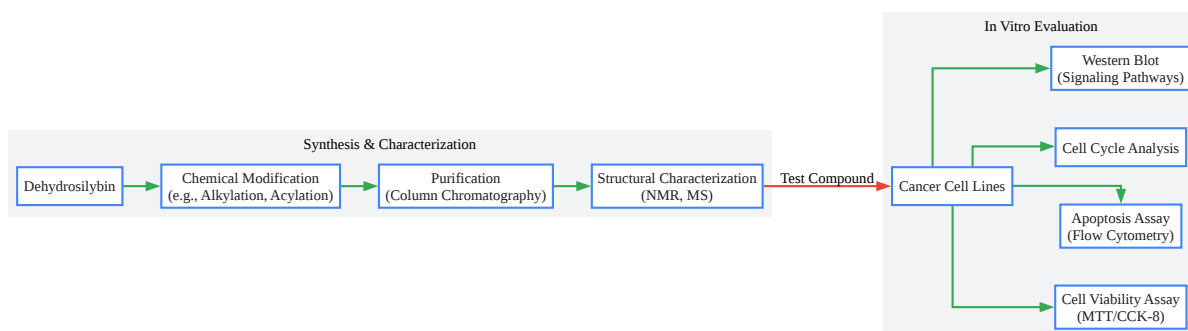 Synthesis & Characterization
Dehydrosilybin
Chemical Modification
(e.g., Alkylation, Acylation)
Purification
(Column Chromatography)
Structural Characterization
(NMR, MS)
Test Compound
In Vitro Evaluation
Cancer Cell Lines
Western Blot
(Signaling Pathways)
Cell Cycle Analysis
Apoptosis Assay
(Flow Cytometry)
Cell Viability Assay
(MTT/CCK-8)